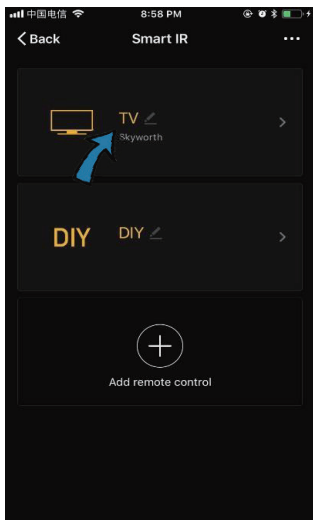 中国电信 8:58 PM
Back Smart IR ...
TV
Skyworth
DIY DIY
Add remote control